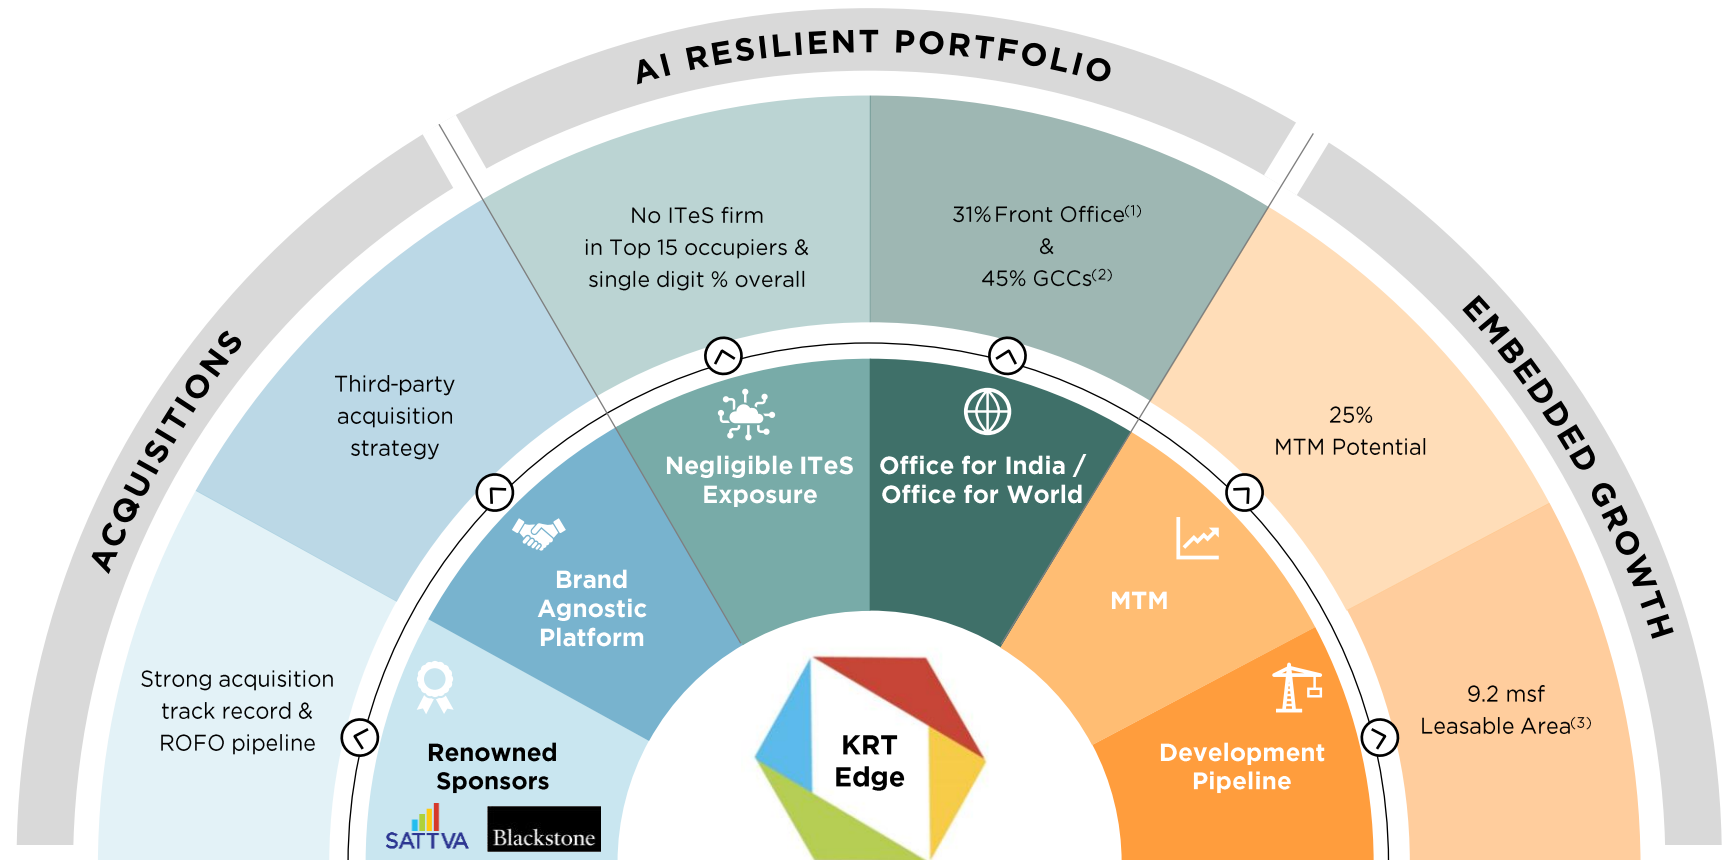 AI RESILIENT PORTFOLIO
ACQUISITIONS
EMBEDDED GROWTH
No ITeS firm
in Top 15 occupiers &
single digit % overall
31% Front Office(1)
&
45% GCCs(2)
Third-party
acquisition
strategy
25%
MTM Potential
Strong acquisition
track record &
ROFO pipeline
9.2 msf
Leasable Area(3)
Negligible ITeS
Exposure
Office for India /
Office for World
Brand
Agnostic
Platform
MTM
Renowned
Sponsors
SATTVA
Blackstone
Development
Pipeline
KRT
Edge